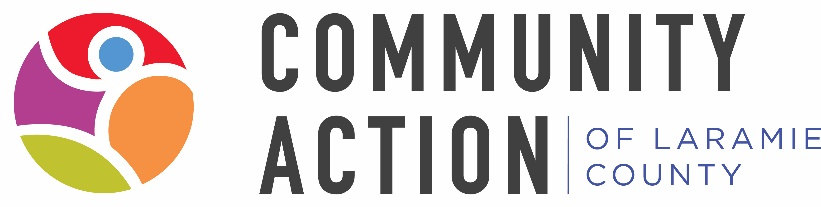 COMMUNITY
ACTION
OF LARAMIE
COUNTY